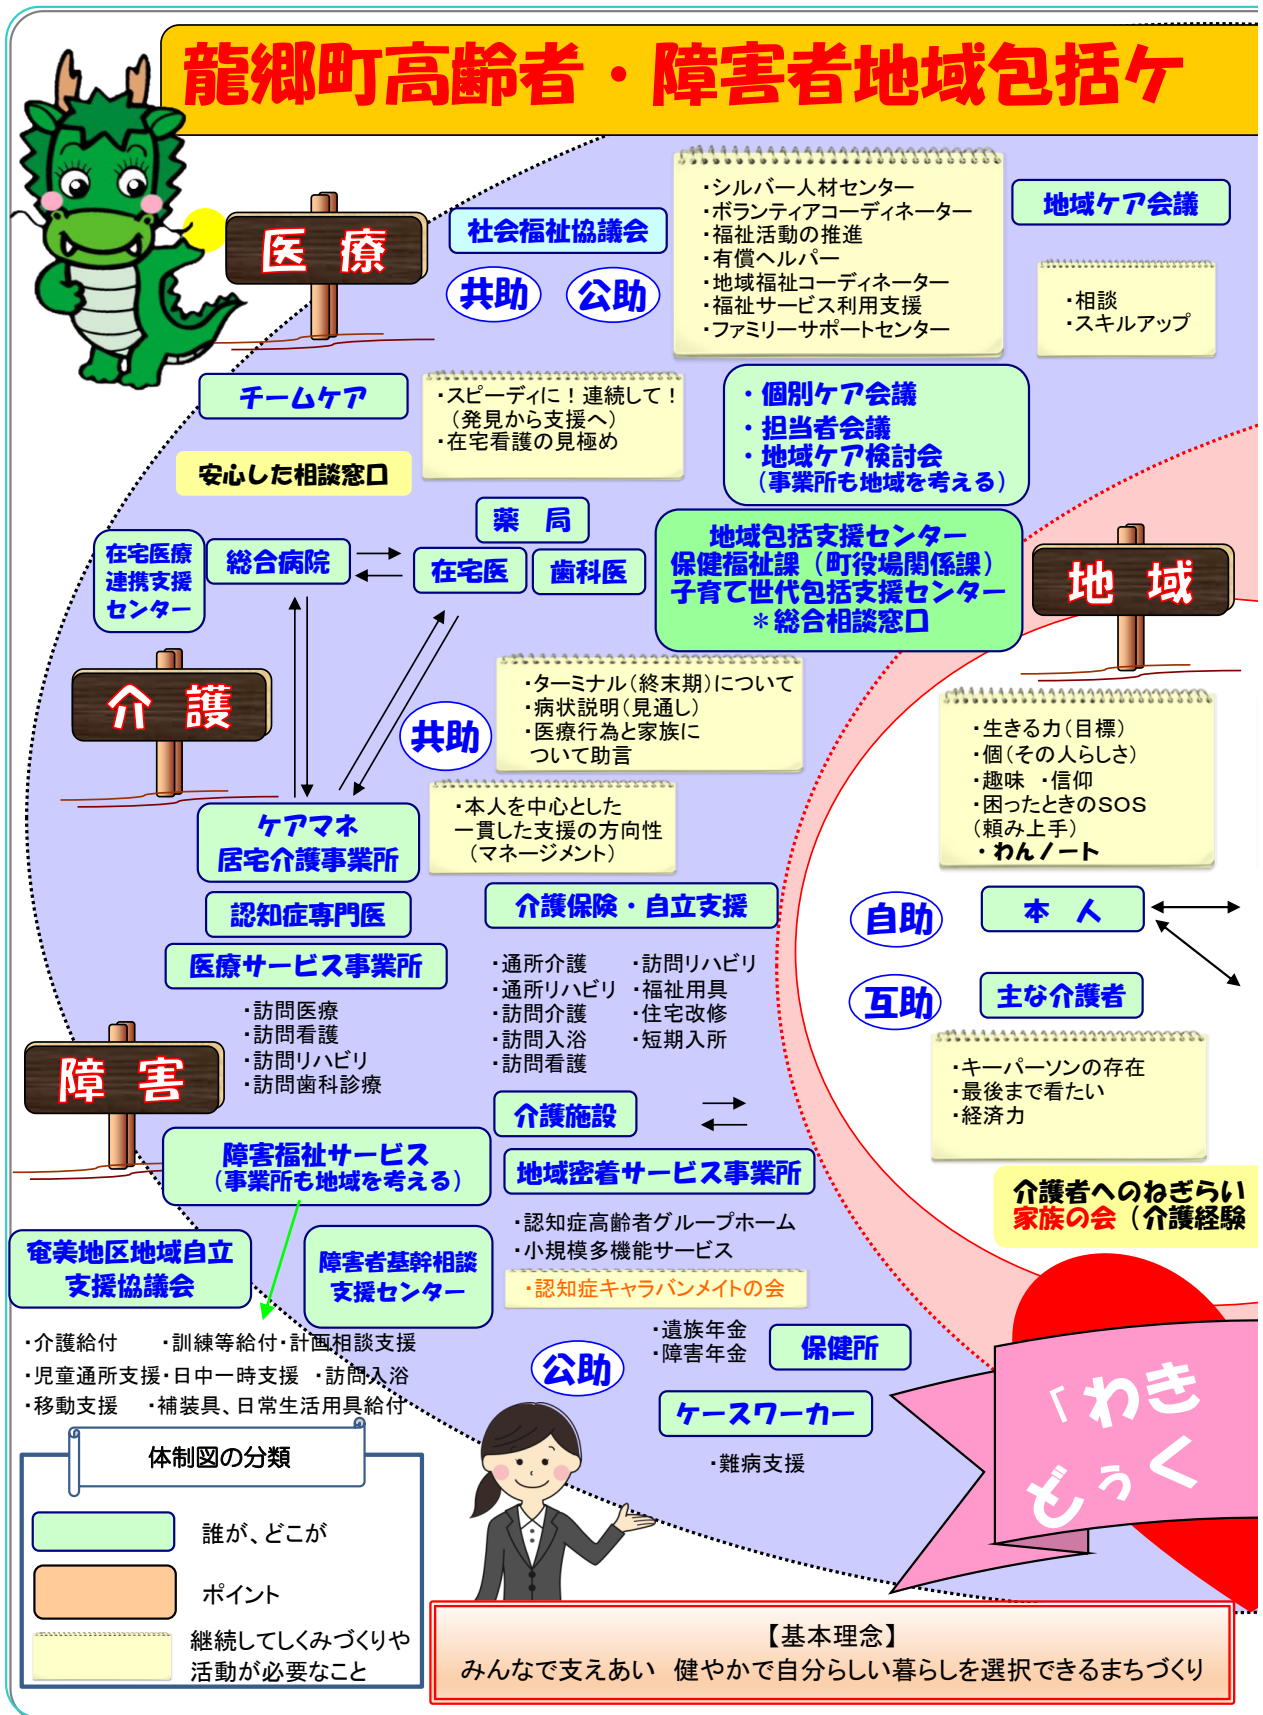 龍郷町高齢者・障害者地域包括ケ
医 療
社会福祉協議会
共助
公助
・シルバー人材センター
・ボランティアコーディネーター
・福祉活動の推進
・有償ヘルパー
・地域福祉コーディネーター
・福祉サービス利用支援
・ファミリーサポートセンター
地域ケア会議
・相談
・スキルアップ
チームケア
・スピーディに！連続して！
（発見から支援へ）
・在宅看護の見極め
・個別ケア会議
・担当者会議
・地域ケア検討会
（事業所も地域を考える）
安心した相談窓口
薬 局
在宅医療
連携支援
センター
総合病院
在宅医
歯科医
地域包括支援センター
保健福祉課（町役場関係課）
子育て世代包括支援センター
＊総合相談窓口
地 域
介 護
共助
・ターミナル（終末期）について
・病状説明（見通し）
・医療行為と家族に
ついて助言
・本人を中心とした
一貫した支援の方向性
（マネージメント）
・生きる力（目標）
・個（その人らしさ）
・趣味 ・信仰
・困ったときのSOS
（頼み上手）
・わんノート
ケアマネ
居宅介護事業所
認知症専門医
介護保険・自立支援
自助
本 人
医療サービス事業所
・訪問医療
・訪問看護
・訪問リハビリ
・訪問歯科診療
・通所介護 ・訪問リハビリ
・通所リハビリ ・福祉用具
・訪問介護 ・住宅改修
・訪問入浴 ・短期入所
・訪問看護
互助
主な介護者
・キーパーソンの存在
・最後まで看たい
・経済力
障 害
介護施設
障害福祉サービス
（事業所も地域を考える）
地域密着サービス事業所
・認知症高齢者グループホーム
・小規模多機能サービス
・認知症キャラバンメイトの会
介護者へのねぎらい
家族の会（介護経験
奄美地区地域自立
支援協議会
障害者基幹相談
支援センター
・介護給付 ・訓練等給付・計画相談支援
・児童通所支援・日中一時支援 ・訪問入浴
・移動支援 ・補装具、日常生活用具給付
・遺族年金
・障害年金
保健所
公助
ケースワーカー
・難病支援
「わき
どぅく
体制図の分類
誰が、どこが
ポイント
継続してしくみづくりや
活動が必要なこと
【基本理念】
みんなで支えあい 健やかで自分らしい暮らしを選択できるまちづくり